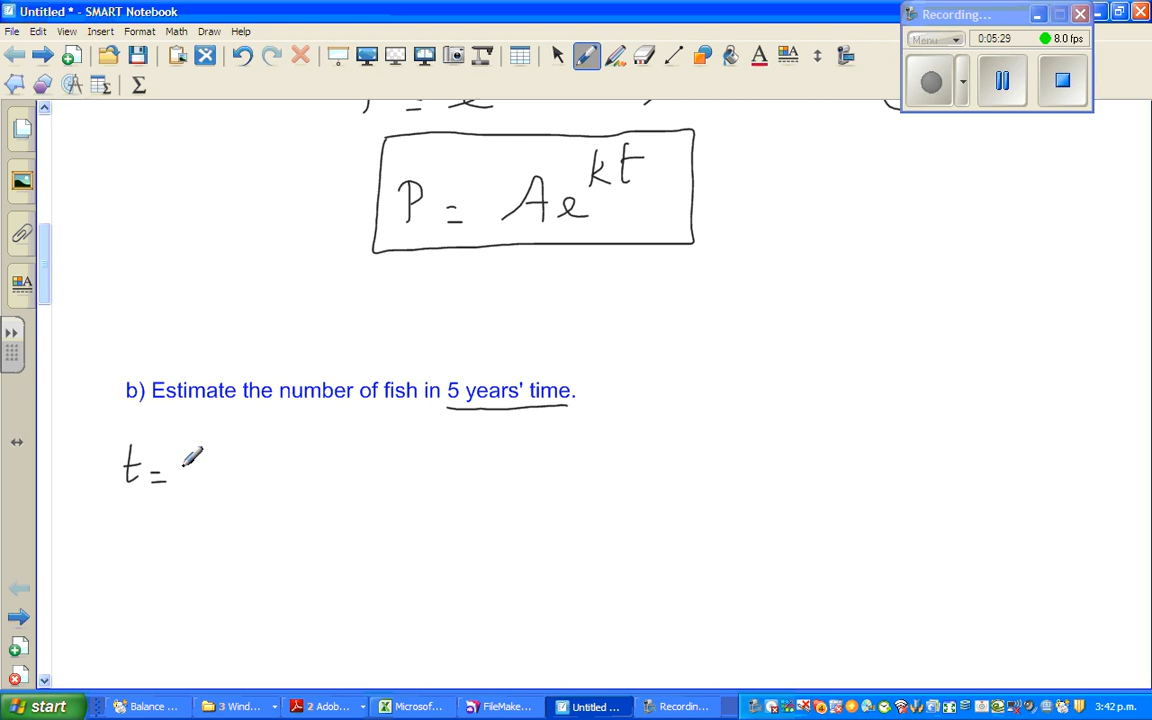 Untitled * - SMART Notebook
Recording...
File Edit View Insert Format Math Draw Help
Menu
0:05:29
8.0 fps
P = Ae^{kt}
b) Estimate the number of fish in 5 years' time.
t =
start
Balance ...
3 Wind...
2 Adob...
Microsof...
FileMake...
Untitled ...
Recordin...
3:42 p.m.